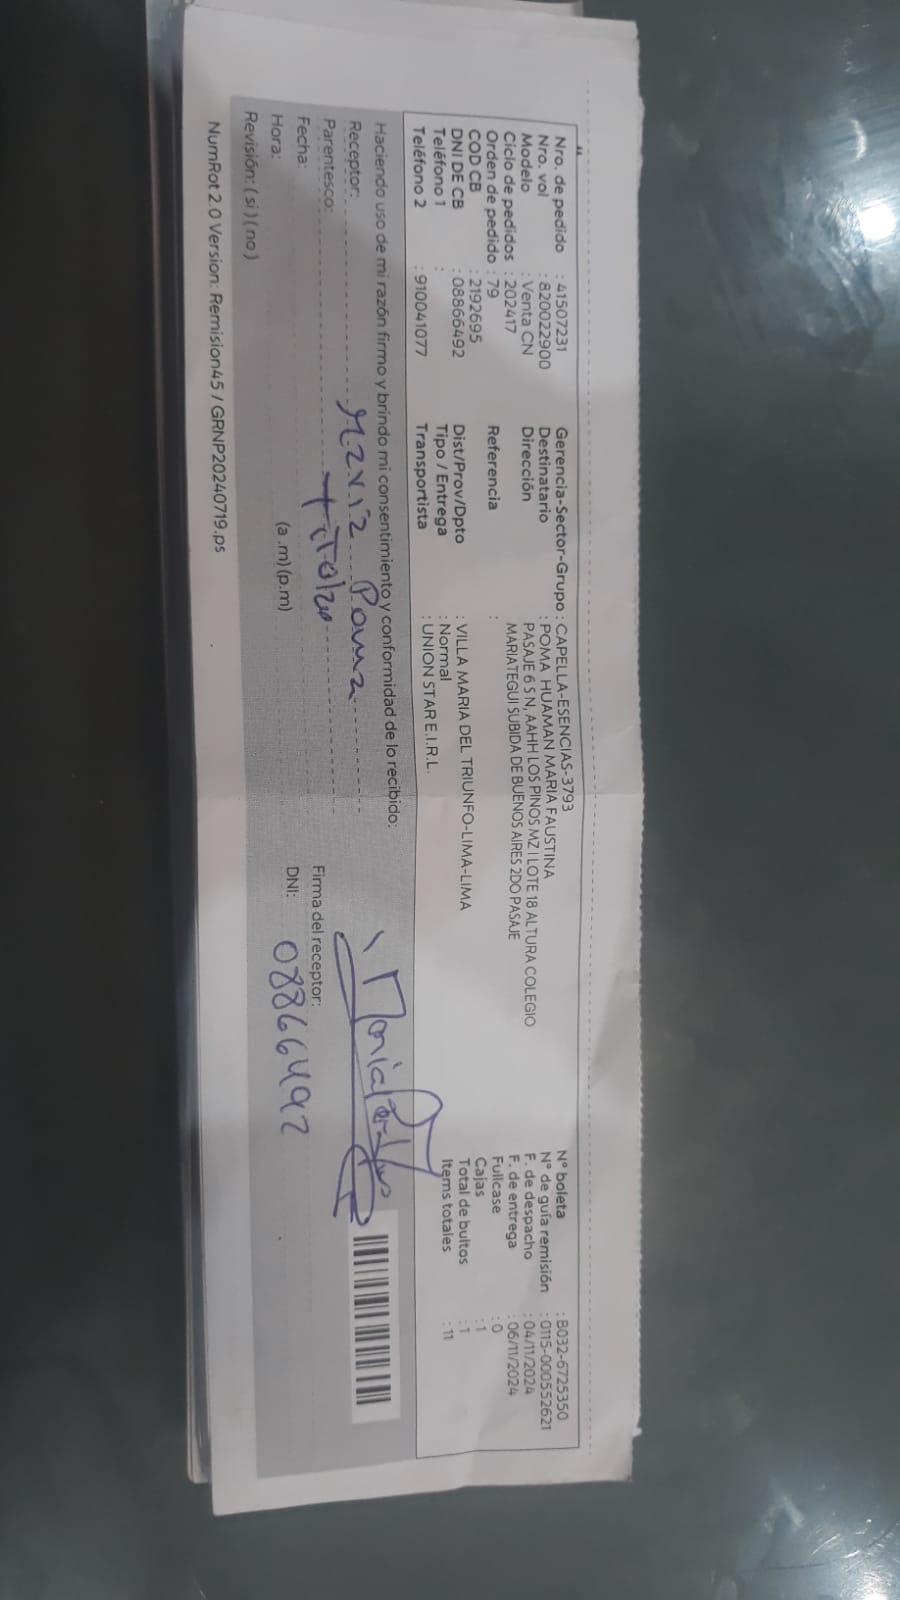 Nro. de pedido : 41507231
Nro. vol : 820022900
Modelo : Venta CN
Ciclo de pedidos : 202417
Orden de pedido : 79
COD CB : 2192695
DNI DE CB : 08866492
Teléfono 1 :
Teléfono 2 : 910041077
Gerencia-Sector-Grupo : CAPELLA-ESENCIAS-3793
Destinatario : POMA HUAMAN MARIA FAUSTINA
Dirección : PASAJE 6 S N, AAHH LOS PINOS MZ I LOTE 18 ALTURA COLEGIO
MARIATEGUI SUBIDA DE BUENOS AIRES 2DO PASAJE
Referencia :
Dist/Prov/Dpto : VILLA MARIA DEL TRIUNFO-LIMA-LIMA
Tipo / Entrega : Normal
Transportista : UNION STAR E.I.R.L.
N° boleta : B032-6725350
N° de guía remisión : 0115-000552621
F. de despacho : 04/11/2024
F. de entrega : 06/11/2024
Fullcase : 0
Cajas : 1
Total de bultos : 1
Items totales : 11
Haciendo uso de mi razón firmo y brindo mi consentimiento y conformidad de lo recibido:
Receptor: Maria Poma
Parentesco: titular
Fecha:
Hora: (a .m) (p.m)
Revisión: ( si ) ( no )
Firma del receptor:
DNI: 08866492
NumRot 2.0 Version: Remision45 / GRNP20240719.ps